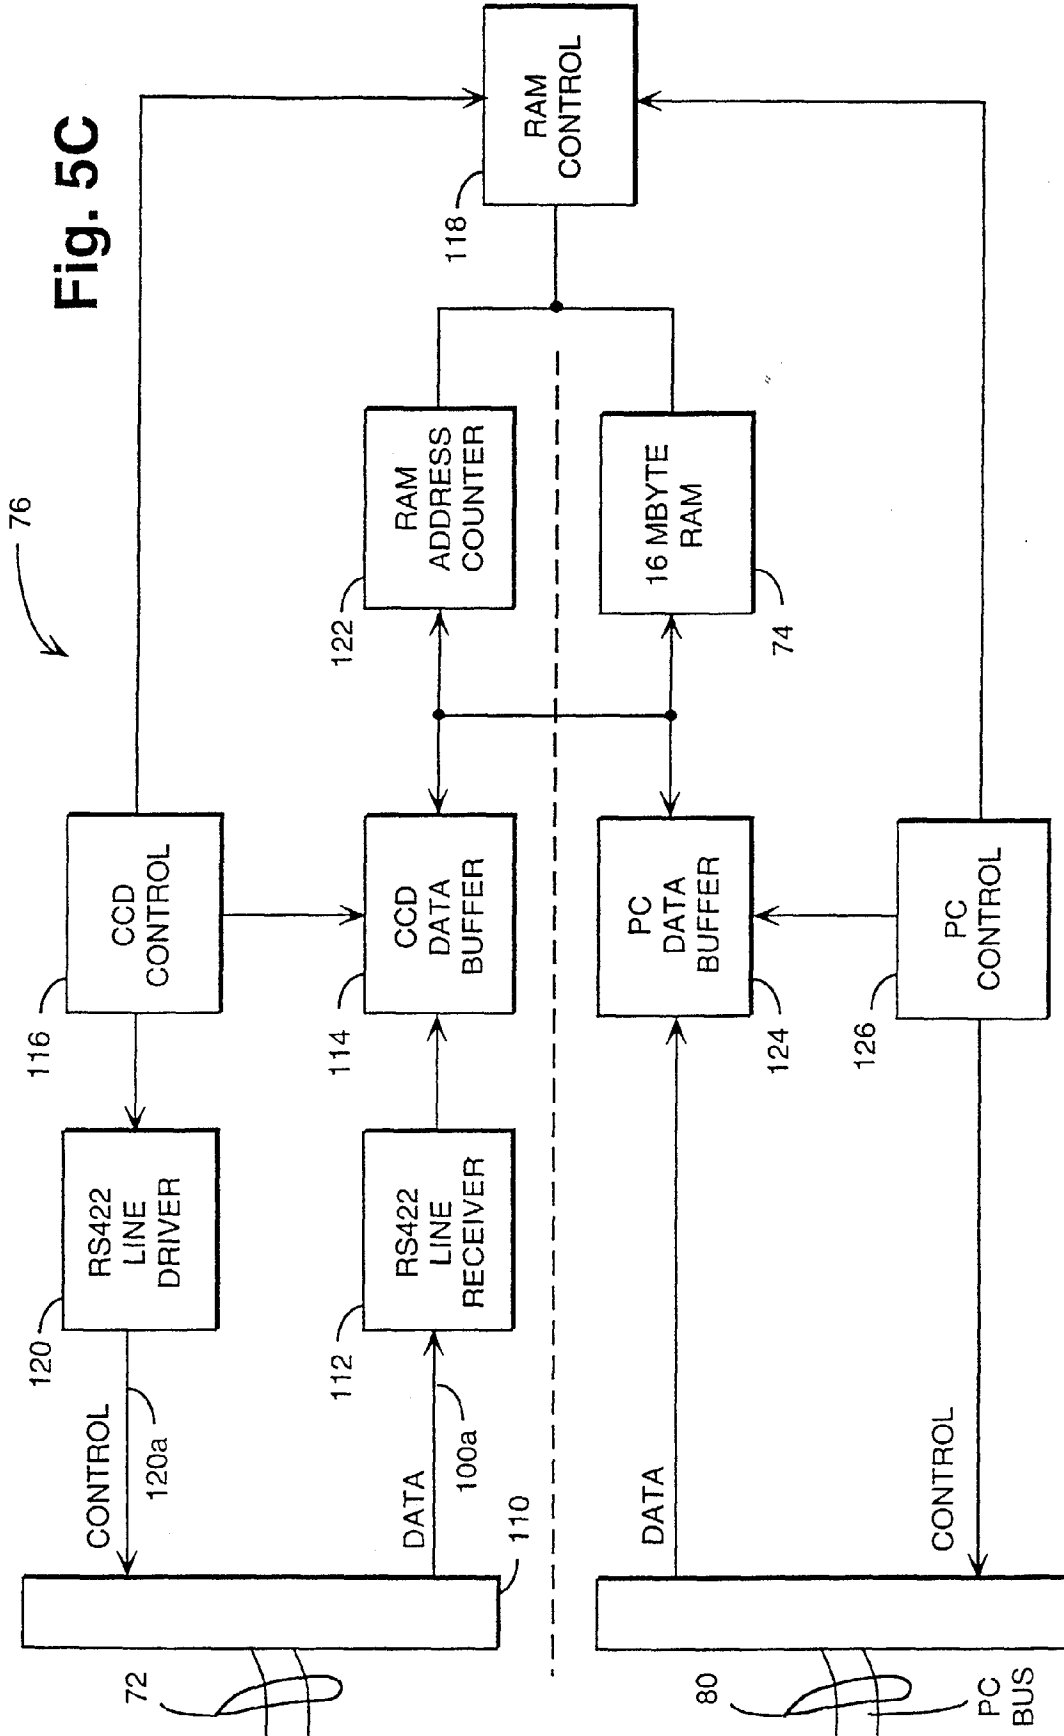 Fig. 5C
76
116
CCD
CONTROL
120
RS422
LINE
DRIVER
CONTROL
120a
72
112
RS422
LINE
RECEIVER
DATA
100a
110
114
CCD
DATA
BUFFER
122
RAM
ADDRESS
COUNTER
118
RAM
CONTROL
16 MBYTE
RAM
74
PC
DATA
BUFFER
124
DATA
126
PC
CONTROL
CONTROL
80
PC
BUS